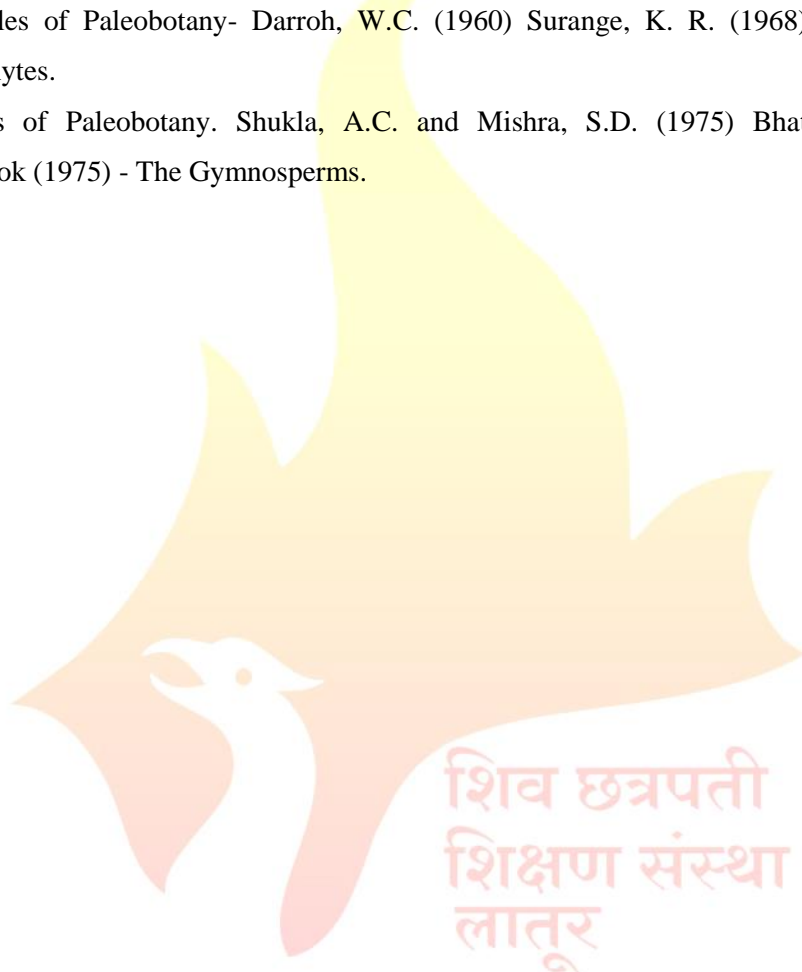 les of Paleobotany- Darroh, W.C. (1960) Surange, K. R. (1968)
ytes.
s of Paleobotany. Shukla, A.C. and Mishra, S.D. (1975) Bha
ok (1975) - The Gymnosperms.
शिव छत्रपती
शिक्षण संस्था
लातूर